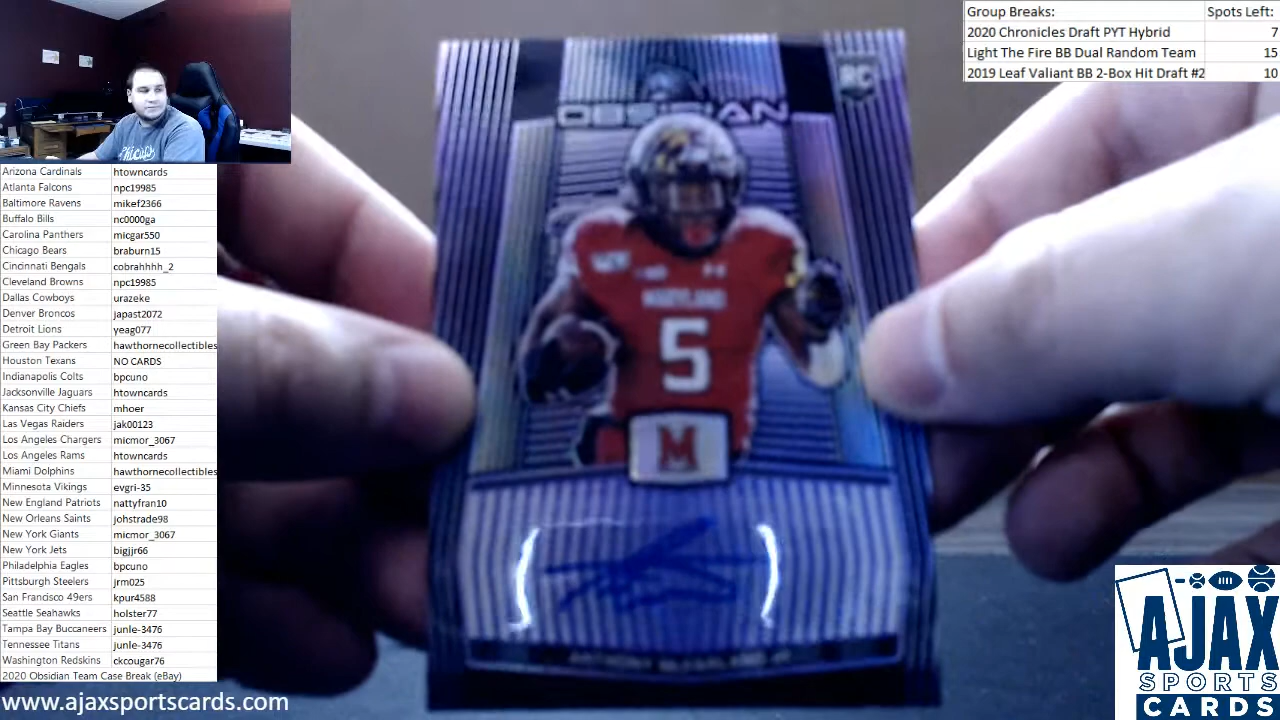 Group Breaks: Spots Left:
2020 Chronicles Draft PYT Hybrid 7
Light The Fire BB Dual Random Team 15
2019 Leaf Valiant BB 2-Box Hit Draft #2 10
RC
OBSIDIAN
MARYLAND
5
M
Arizona Cardinals htowncards
Atlanta Falcons npc19985
Baltimore Ravens mikef2366
Buffalo Bills nc0000ga
Carolina Panthers micgar550
Chicago Bears braburn15
Cincinnati Bengals cobrahhhh_2
Cleveland Browns npc19985
Dallas Cowboys urazeke
Denver Broncos japast2072
Detroit Lions yeag077
Green Bay Packers hawthornecollectibles
Houston Texans NO CARDS
Indianapolis Colts bpcuno
Jacksonville Jaguars htowncards
Kansas City Chiefs mhoer
Las Vegas Raiders jak00123
Los Angeles Chargers micmor_3067
Los Angeles Rams htowncards
Miami Dolphins hawthornecollectibles
Minnesota Vikings evgri-35
New England Patriots nattyfran10
New Orleans Saints johstrade98
New York Giants micmor_3067
New York Jets bigjjr66
Philadelphia Eagles bpcuno
Pittsburgh Steelers jrm025
San Francisco 49ers kpur4588
Seattle Seahawks holster77
Tampa Bay Buccaneers junle-3476
Tennessee Titans junle-3476
Washington Redskins ckcougar76
2020 Obsidian Team Case Break (eBay)
www.ajaxsportscards.com
ANTHONY MCFARLAND JR
AJAX
SPORTS
CARDS